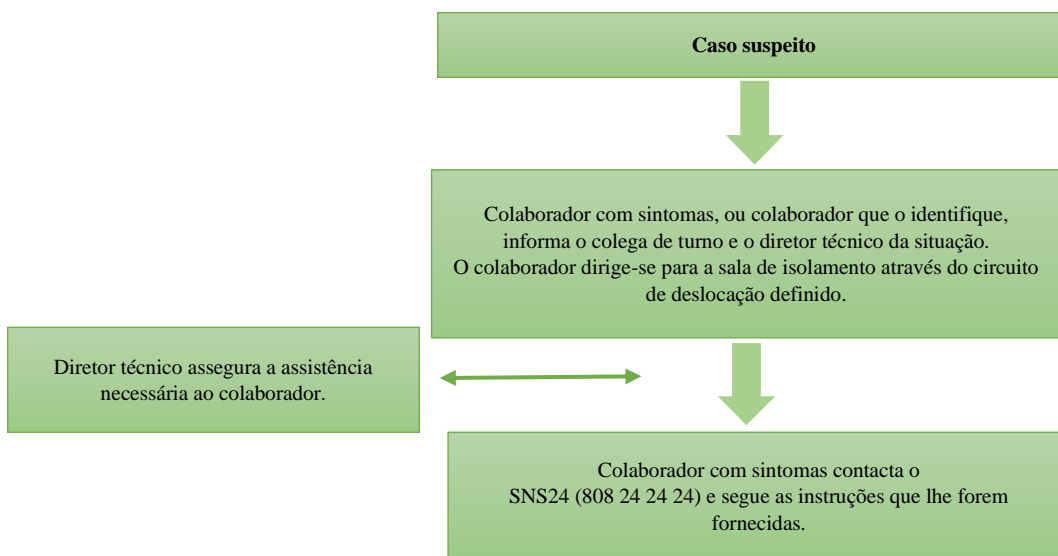 Caso suspeito
Colaborador com sintomas, ou colaborador que o identifique,
informa o colega de turno e o diretor técnico da situação.
O colaborador dirige-se para a sala de isolamento através do circuito
de deslocação definido.
Diretor técnico assegura a assistência
necessária ao colaborador.
Colaborador com sintomas contacta o
SNS24 (808 24 24 24) e segue as instruções que lhe forem
fornecidas.